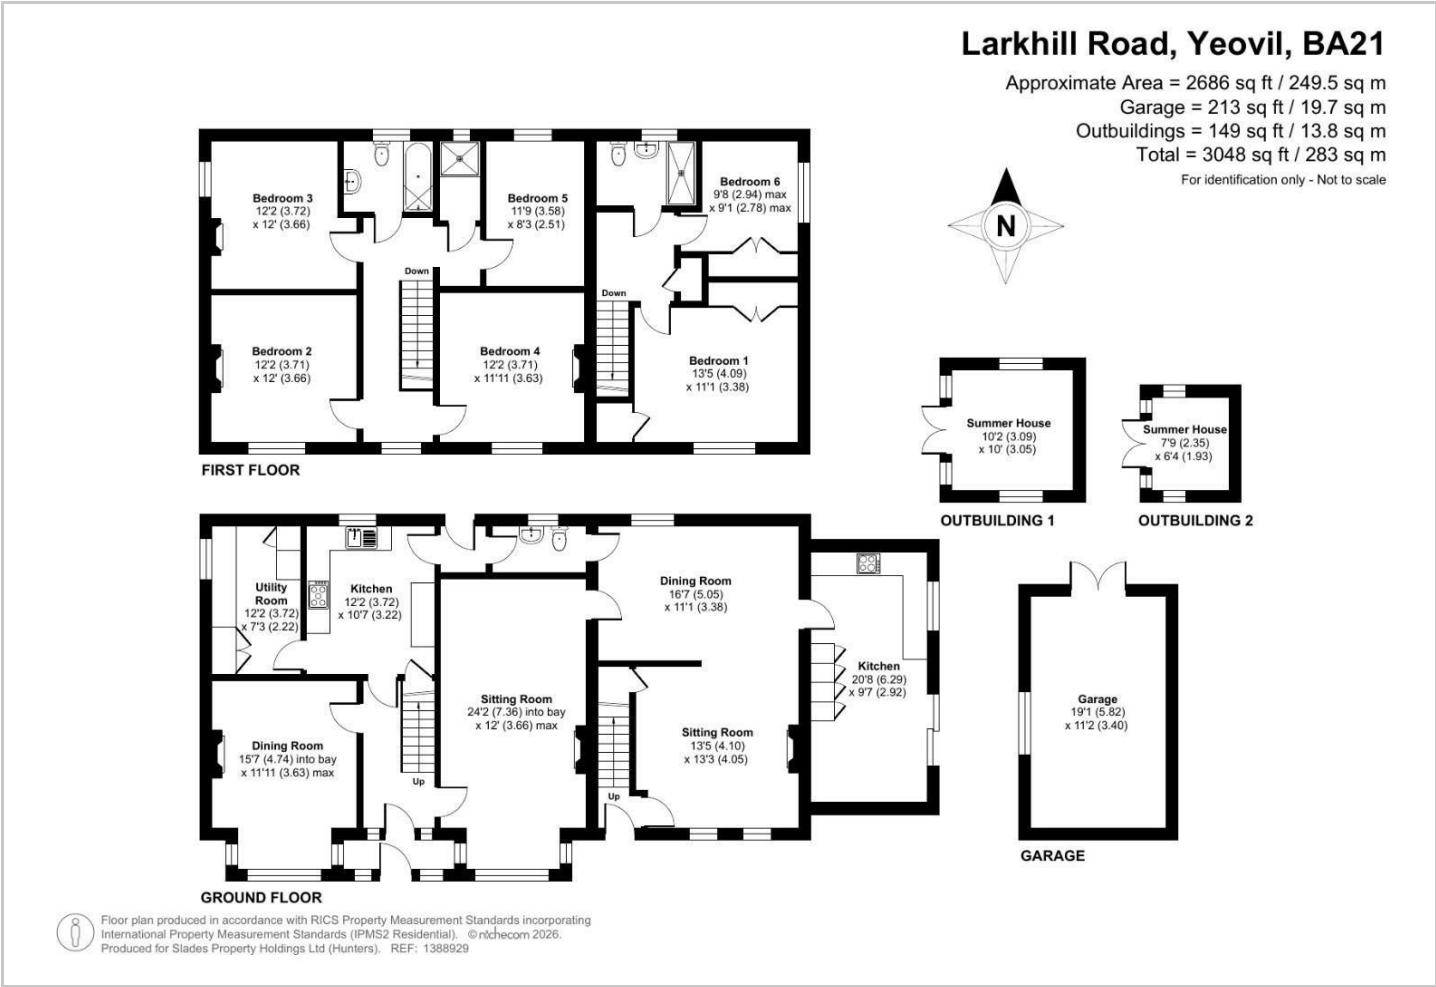 Larkhill Road, Yeovil, BA21
Approximate Area = 2686 sq ft / 249.5 sq m
Garage = 213 sq ft / 19.7 sq m
Outbuildings = 149 sq ft / 13.8 sq m
Total = 3048 sq ft / 283 sq m
For identification only - Not to scale
N
Bedroom 3
12'2 (3.72)
x 12' (3.66)
Bedroom 5
11'9 (3.58)
x 8'3 (2.51)
Bedroom 6
9'8 (2.94) max
x 9'1 (2.78) max
Down
Down
Bedroom 2
12'2 (3.71)
x 12' (3.66)
Bedroom 4
12'2 (3.71)
x 11'11 (3.63)
Bedroom 1
13'5 (4.09)
x 11'1 (3.38)
FIRST FLOOR
Summer House
10'2 (3.09)
x 10' (3.05)
OUTBUILDING 1
Summer House
7'9 (2.35)
x 6'4 (1.93)
OUTBUILDING 2
Utility
Room
12'2 (3.72)
x 7'3 (2.22)
Kitchen
12'2 (3.72)
x 10'7 (3.22)
Dining Room
16'7 (5.05)
x 11'1 (3.38)
Kitchen
20'8 (6.29)
x 9'7 (2.92)
Sitting Room
24'2 (7.36) into bay
x 12' (3.66) max
Dining Room
15'7 (4.74) into bay
x 11'11 (3.63) max
Sitting Room
13'5 (4.10)
x 13'3 (4.05)
Up
Up
Garage
19'1 (5.82)
x 11'2 (3.40)
GARAGE
GROUND FLOOR
Floor plan produced in accordance with RICS Property Measurement Standards incorporating
International Property Measurement Standards (IPMS2 Residential). © nichecom 2026.
Produced for Slades Property Holdings Ltd (Hunters). REF: 1388929